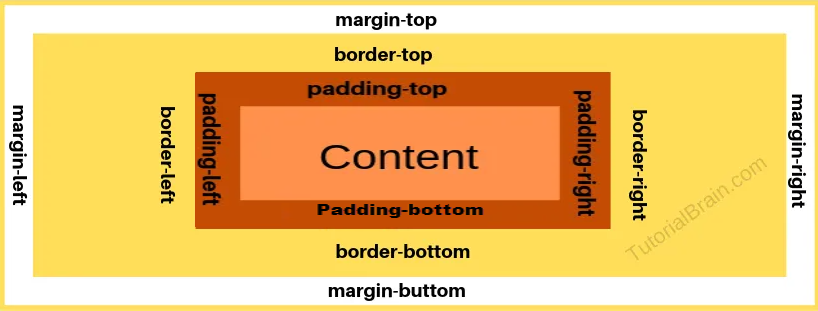 margin-top
border-top
padding-top
margin-left
border-left
padding-left
Content
padding-right
border-right
margin-right
TutorialBrain.com
Padding-bottom
border-bottom
margin-buttom